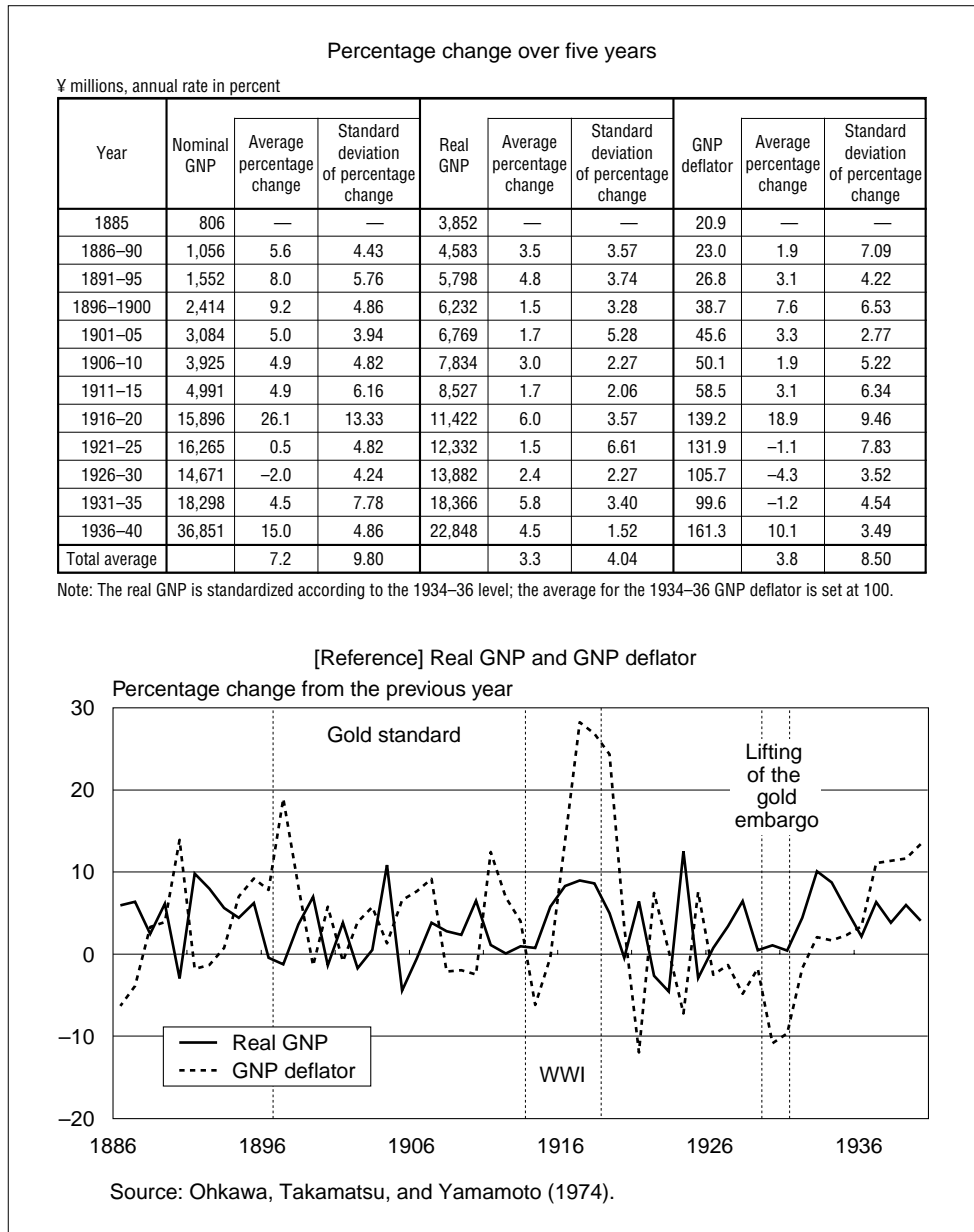 Percentage change over five years
¥ millions, annual rate in percent
Year Nominal GNP Average percentage change Standard deviation of percentage change Real GNP Average percentage change Standard deviation of percentage change GNP deflator Average percentage change Standard deviation of percentage change
1885 806 — — 3,852 — — 20.9 — —
1886–90 1,056 5.6 4.43 4,583 3.5 3.57 23.0 1.9 7.09
1891–95 1,552 8.0 5.76 5,798 4.8 3.74 26.8 3.1 4.22
1896–1900 2,414 9.2 4.86 6,232 1.5 3.28 38.7 7.6 6.53
1901–05 3,084 5.0 3.94 6,769 1.7 5.28 45.6 3.3 2.77
1906–10 3,925 4.9 4.82 7,834 3.0 2.27 50.1 1.9 5.22
1911–15 4,991 4.9 6.16 8,527 1.7 2.06 58.5 3.1 6.34
1916–20 15,896 26.1 13.33 11,422 6.0 3.57 139.2 18.9 9.46
1921–25 16,265 0.5 4.82 12,332 1.5 6.61 131.9 –1.1 7.83
1926–30 14,671 –2.0 4.24 13,882 2.4 2.27 105.7 –4.3 3.52
1931–35 18,298 4.5 7.78 18,366 5.8 3.40 99.6 –1.2 4.54
1936–40 36,851 15.0 4.86 22,848 4.5 1.52 161.3 10.1 3.49
Total average 7.2 9.80 3.3 4.04 3.8 8.50
Note: The real GNP is standardized according to the 1934–36 level; the average for the 1934–36 GNP deflator is set at 100.
[Reference] Real GNP and GNP deflator
Percentage change from the previous year
30
20
10
0
–10
–20
Gold standard
WWI
Lifting
of the
gold
embargo
Real GNP
GNP deflator
1886 1896 1906 1916 1926 1936
Source: Ohkawa, Takamatsu, and Yamamoto (1974).